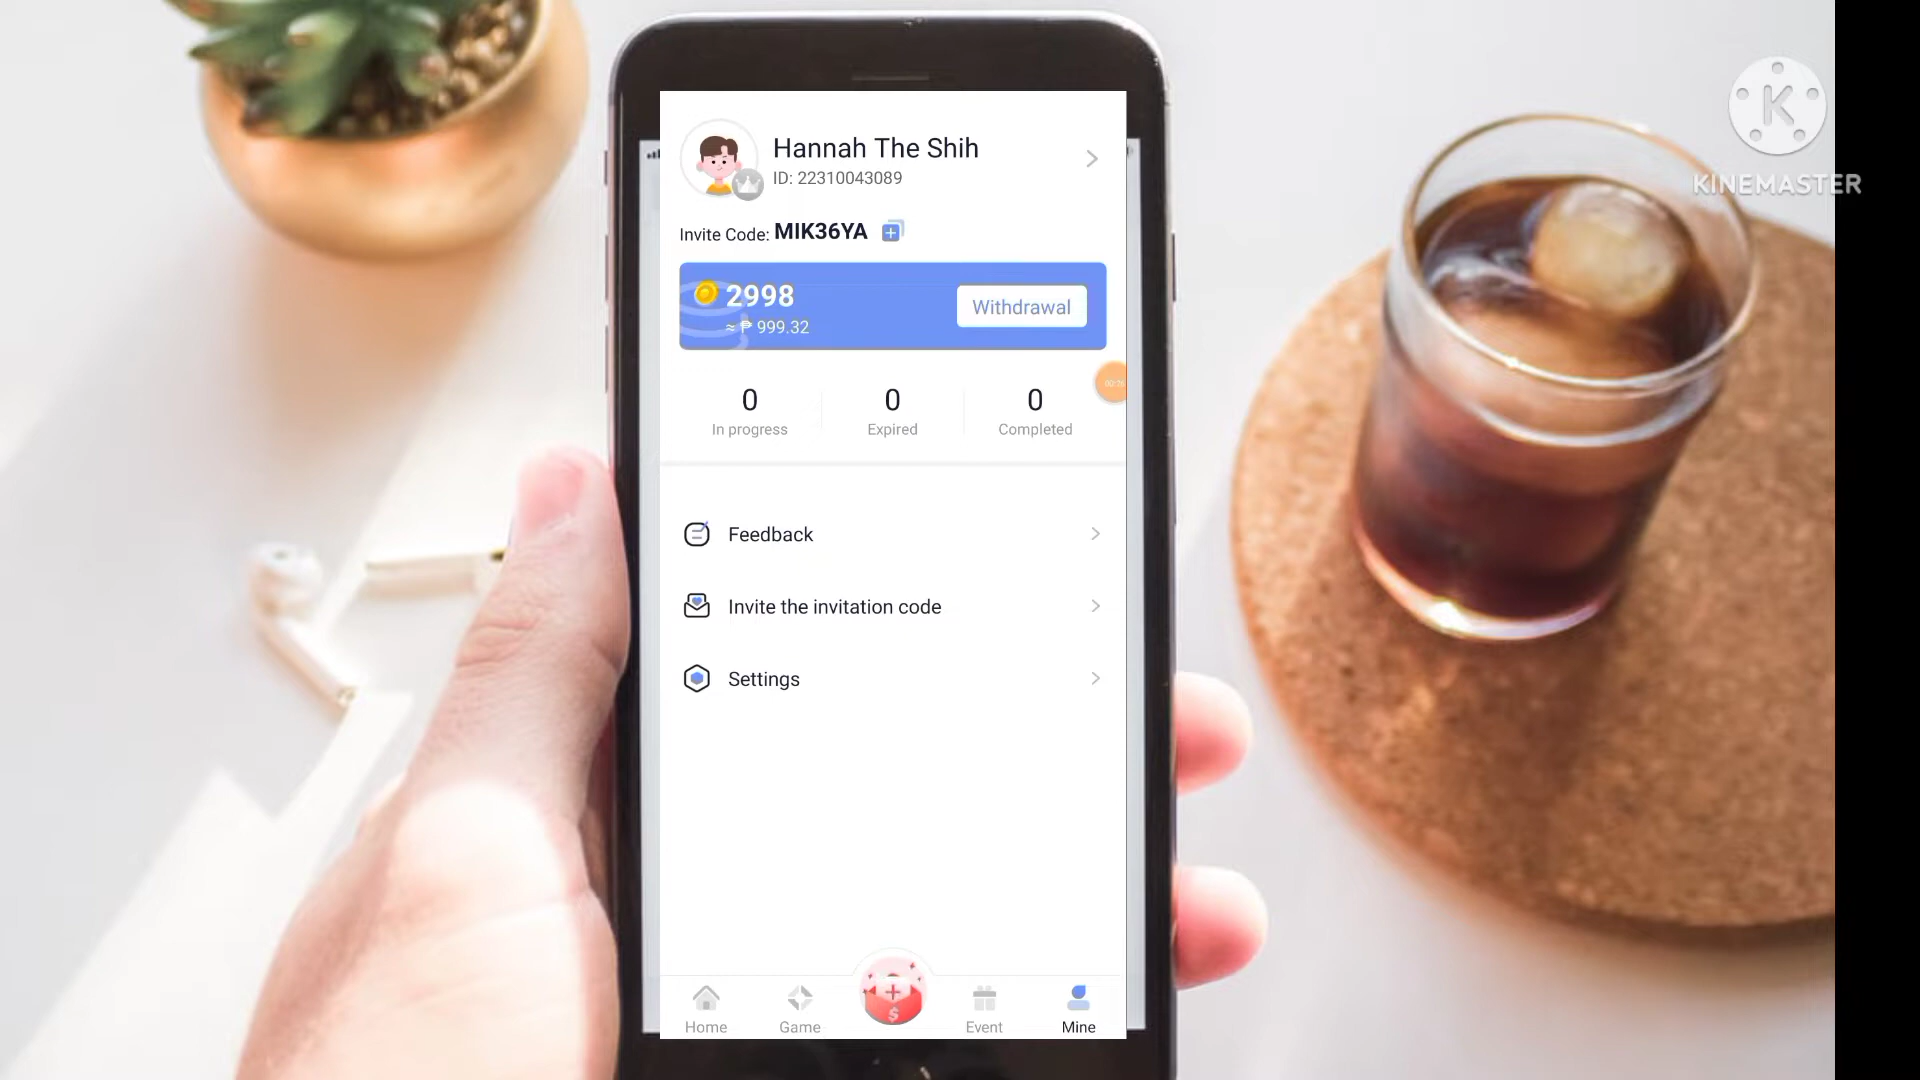 Hannah The Shih
ID: 22310043089
Invite Code: MIK36YA
2998
≈ ₱ 999.32
Withdrawal
0
0
0
In progress
Expired
Completed
Feedback
Invite the invitation code
Settings
Home
Game
Event
Mine
K
KINEMASTER